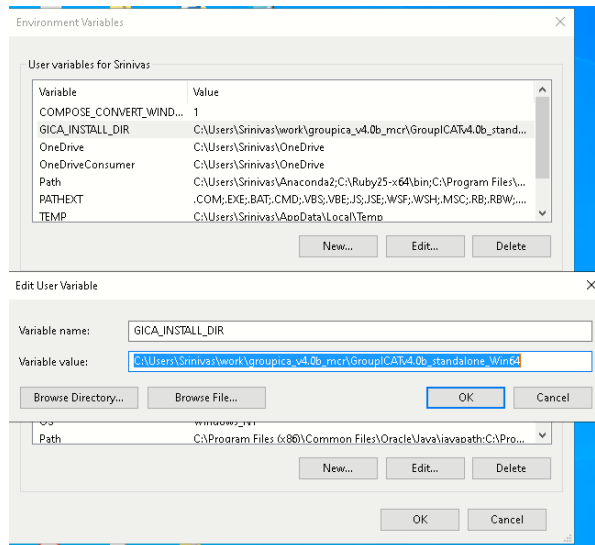 Environment Variables
User variables for Srinivas
Variable Value
COMPOSE_CONVERT_WIND... 1
GICA_INSTALL_DIR C:\Users\Srinivas\work\groupica_v4.0b_mcr\GroupICATv4.0b_stand...
OneDrive C:\Users\Srinivas\OneDrive
OneDriveConsumer C:\Users\Srinivas\OneDrive
Path C:\Users\Srinivas\Anaconda2;C:\Ruby25-x64\bin;C:\Program Files\...
PATHEXT .COM;.EXE;.BAT;.CMD;.VBS;.VBE;.JS;.JSE;.WSF;.WSH;.MSC;.RB;.RBW;....
TEMP C:\Users\Srinivas\AppData\Local\Temp
New... Edit... Delete
Edit User Variable
Variable name: GICA_INSTALL_DIR
Variable value: C:\Users\Srinivas\work\groupica_v4.0b_mcr\GroupICATv4.0b_standalone_Win64
Browse Directory... Browse File... OK Cancel
OS Windows_NT
Path C:\Program Files (x86)\Common Files\Oracle\Java\javapath;C:\Pro...
New... Edit... Delete
OK Cancel